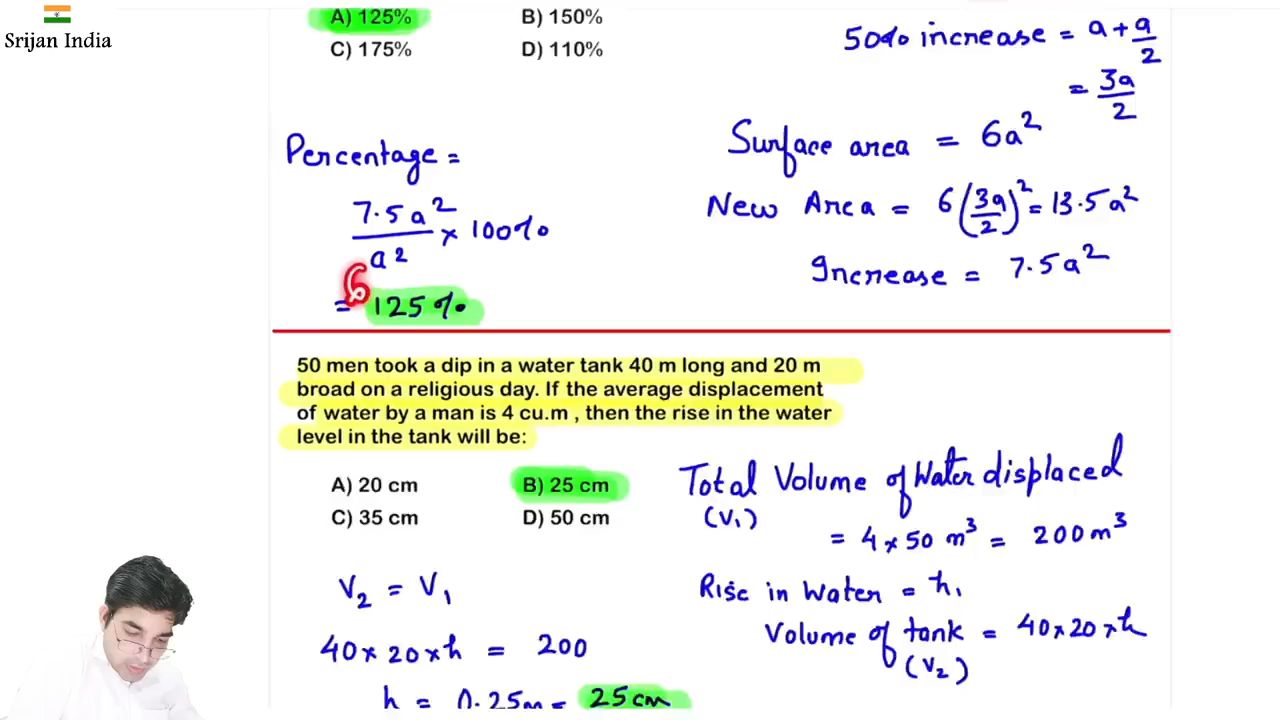 Srijan India
A) 125% B) 150%
C) 175% D) 110%
50% increase = a + a/2
= 3a/2
Surface area = 6a²
New Area = 6(3a/2)² = 13.5a²
Increase = 7.5a²
Percentage =
7.5a²/6a² × 100%
= 125%
50 men took a dip in a water tank 40 m long and 20 m
broad on a religious day. If the average displacement
of water by a man is 4 cu.m , then the rise in the water
level in the tank will be:
A) 20 cm B) 25 cm
C) 35 cm D) 50 cm
Total Volume of Water displaced
(V₁)
= 4 × 50 m³ = 200 m³
Rise in Water = h₁
Volume of tank = 40×20×h
(V₂)
V₂ = V₁
40 × 20 × h = 200
h = 0.25m = 25cm